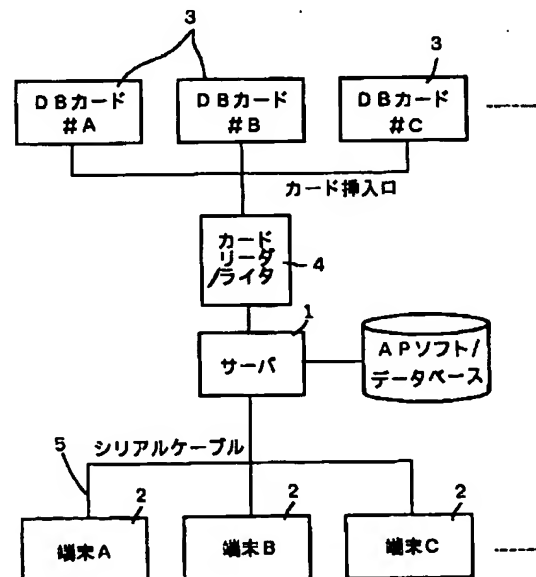 3
3
DBカード
#A
DBカード
#B
DBカード
#C
カード挿入口
カード
リーダ
/ライタ
4
1
サーバ
APソフト/
データベース
シリアルケーブル
5
2
2
2
端末A
端末B
端末C